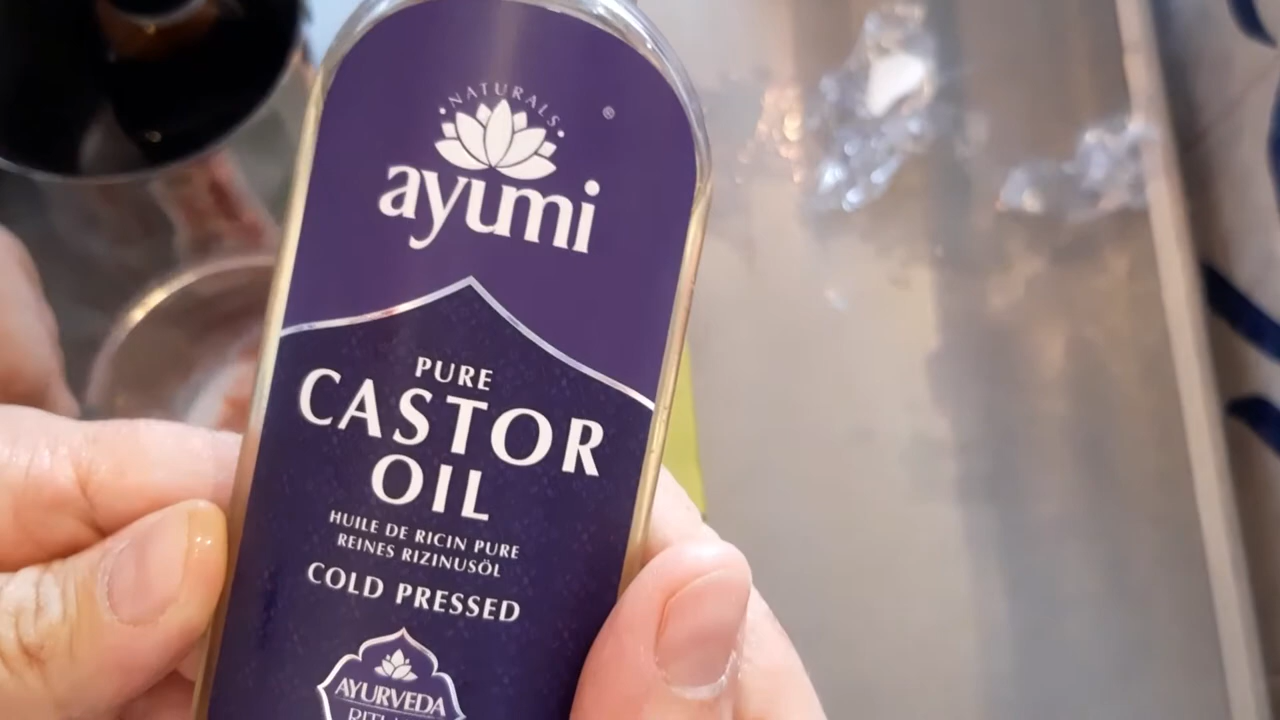 NATURALS
®
ayumi
PURE
CASTOR
OIL
HUILE DE RICIN PURE
REINES RIZINUSÖL
COLD PRESSED
AYURVEDA